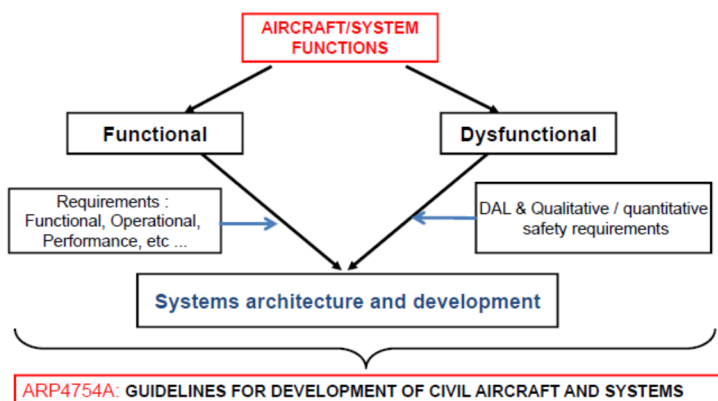 AIRCRAFT/SYSTEM
FUNCTIONS
Functional
Dysfunctional
Requirements :
Functional, Operational,
Performance, etc ...
DAL & Qualitative / quantitative
safety requirements
Systems architecture and development
ARP4754A: GUIDELINES FOR DEVELOPMENT OF CIVIL AIRCRAFT AND SYSTEMS